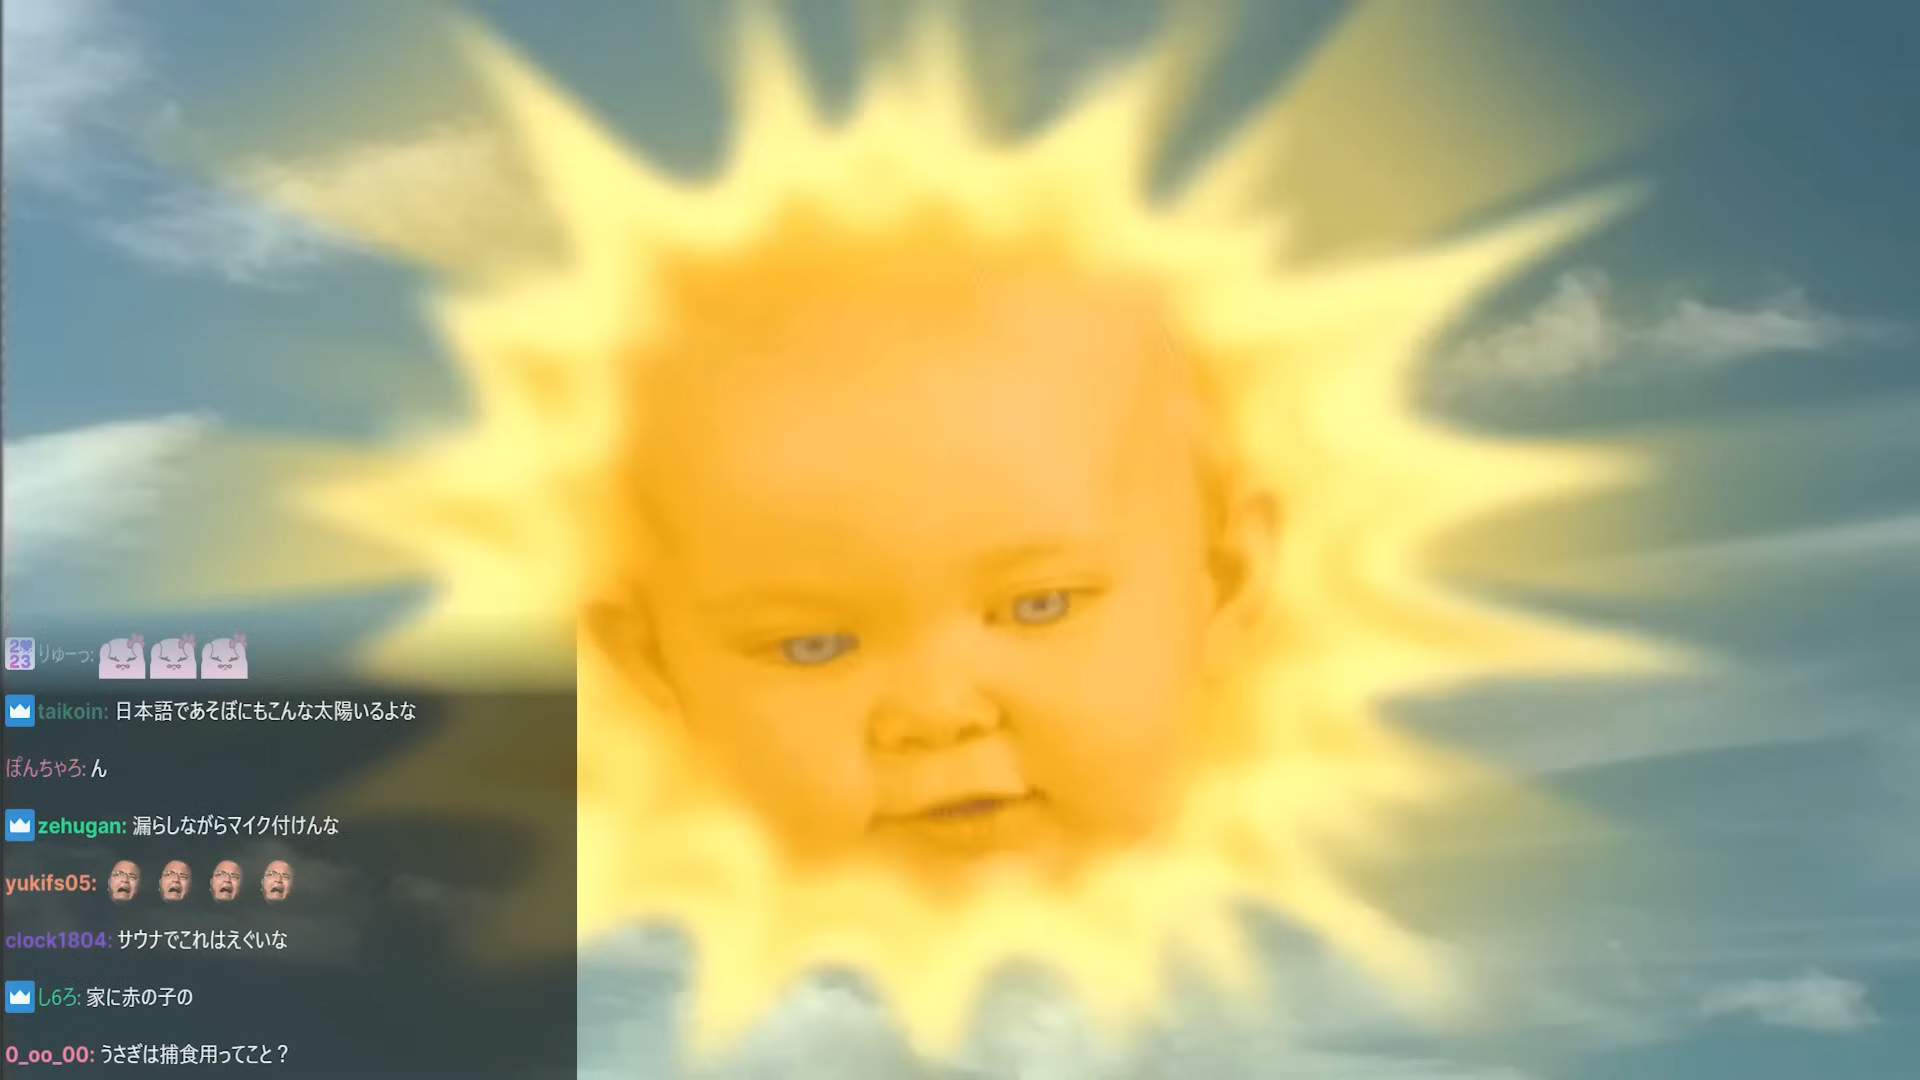 2023 りゅーっ:
taikoin: 日本語であそぼにもこんな太陽いるよな
ぽんちゃろ: ん
zehugan: 漏らしながらマイク付けんな
yukifs05:
clock1804: サウナでこれはえぐいな
し6ろ: 家に赤の子の
0_oo_00: うさぎは捕食用ってこと？